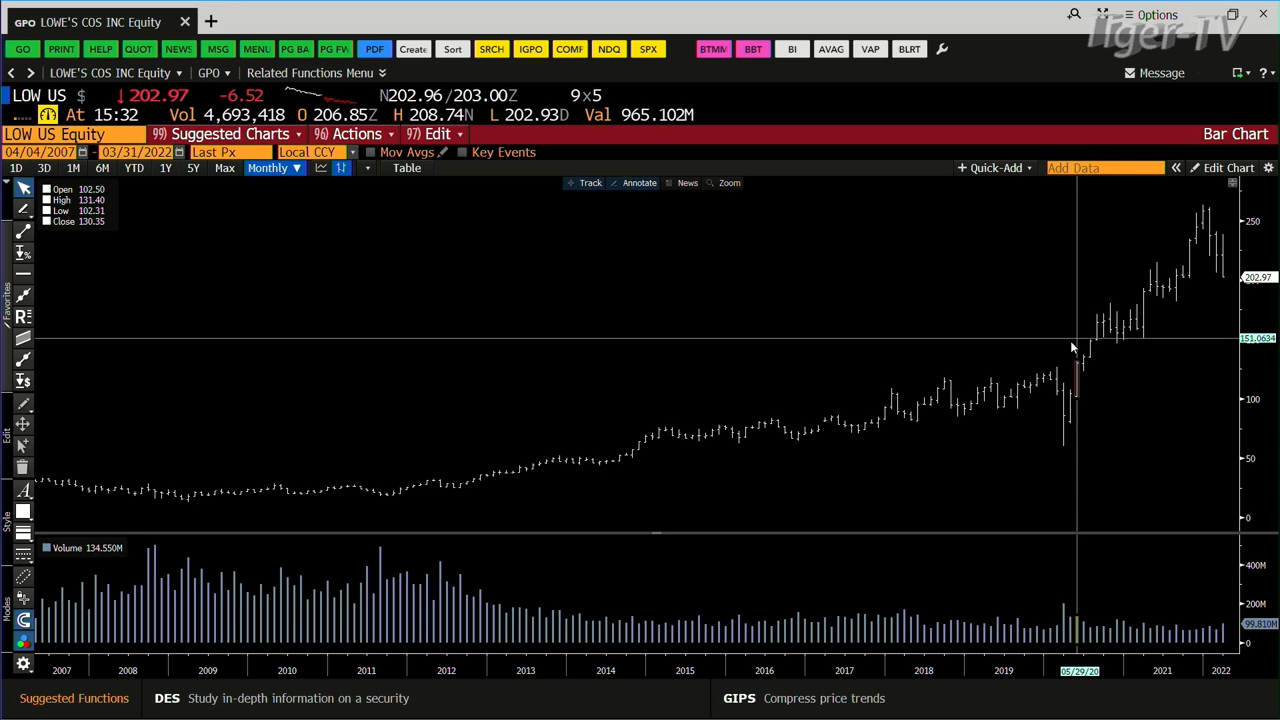 GPO LOWE'S COS INC Equity
Options
Tiger-TV
GO PRINT HELP QUOT NEWS MSG MENU PG BA PG FW PDF Create Sort SRCH IGPO COMF NDQ SPX BTMM BBT BI AVAG VAP BLRT
LOWE'S COS INC Equity GPO Related Functions Menu Message ?
LOW US $ ↓202.97 -6.52 N202.96/203.00Z 9×5
At 15:32 Vol 4,693,418 O 206.85Z H 208.74N L 202.93D Val 965.102M
LOW US Equity 99) Suggested Charts 96) Actions 97) Edit Bar Chart
04/04/2007 - 03/31/2022 Last Px Local CCY Mov Avgs Key Events
1D 3D 1M 6M YTD 1Y 5Y Max Monthly ▼ Table + Quick-Add Add Data « Edit Chart
Track Annotate News Zoom
Open 102.50
High 131.40
Low 102.31
Close 130.35
250
202.97
151.0634
100
50
0
Favorites
Edit
Style
Modes
Volume 134.550M
400M
200M
99.810M
0
2007 2008 2009 2010 2011 2012 2013 2014 2015 2016 2017 2018 2019 05/29/20 2021 2022
Suggested Functions DES Study in-depth information on a security GIPS Compress price trends